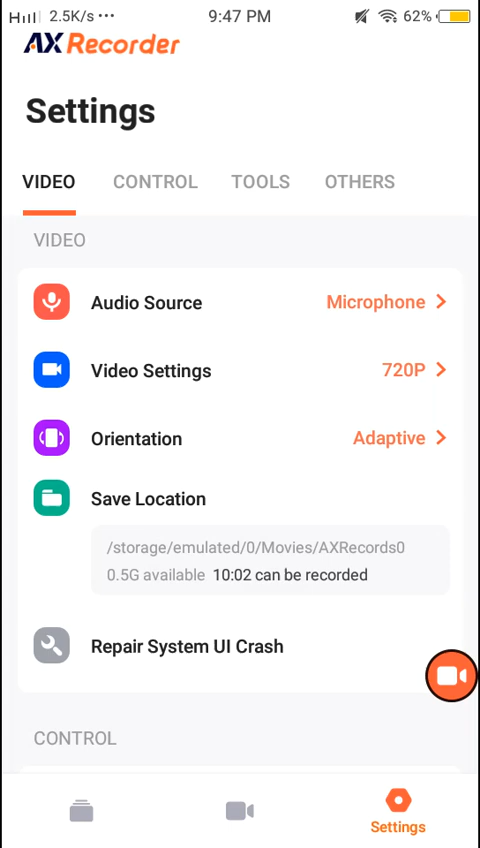 2.5K/s ··· 9:47 PM 62%
AX Recorder
Settings
VIDEO CONTROL TOOLS OTHERS
VIDEO
Audio Source Microphone
Video Settings 720P
Orientation Adaptive
Save Location
/storage/emulated/0/Movies/AXRecords0
0.5G available 10:02 can be recorded
Repair System UI Crash
CONTROL
Settings